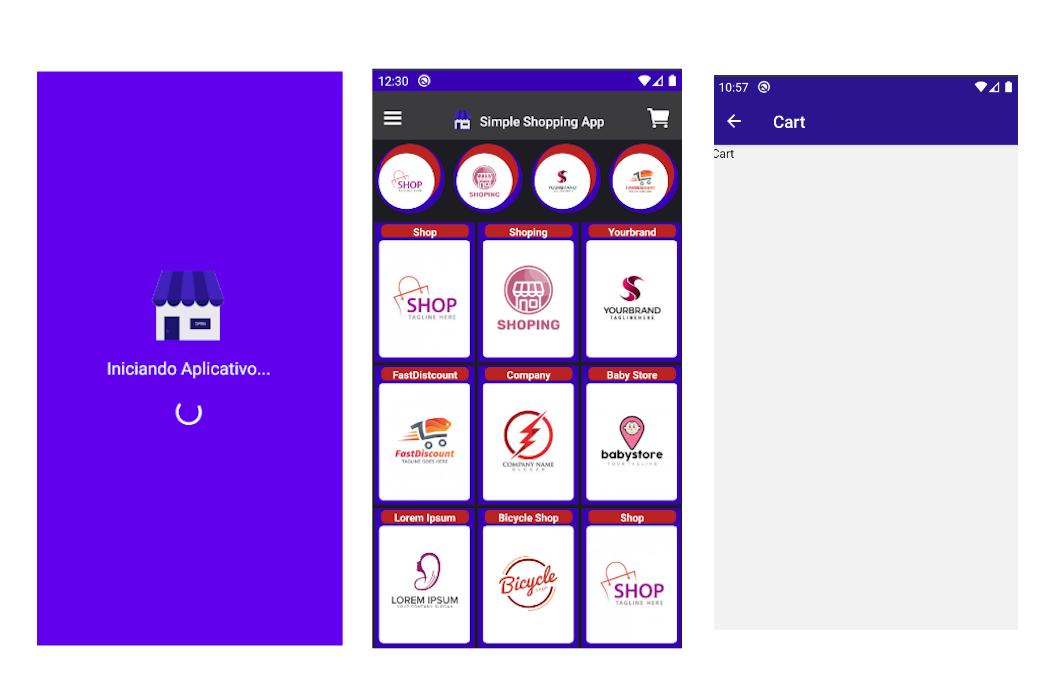 Iniciando Aplicativo...
12:30
Simple Shopping App
SHOP
SHOPING
YOURBRAND
FastDiscount
Shop
Shoping
Yourbrand
SHOP
TAGLINE HERE
SHOPING
YOURBRAND
TAGLINEHERE
FastDistcount
Company
Baby Store
FastDiscount
TAGLINE GOES HERE
COMPANY NAME
SLOGAN
babystore
YOUR TAGLINE
Lorem Ipsum
Bicycle Shop
Shop
LOREM IPSUM
YOUR COMPANY SLOGAN
Bicycle
SHOP
SHOP
TAGLINE HERE
10:57
Cart
Cart